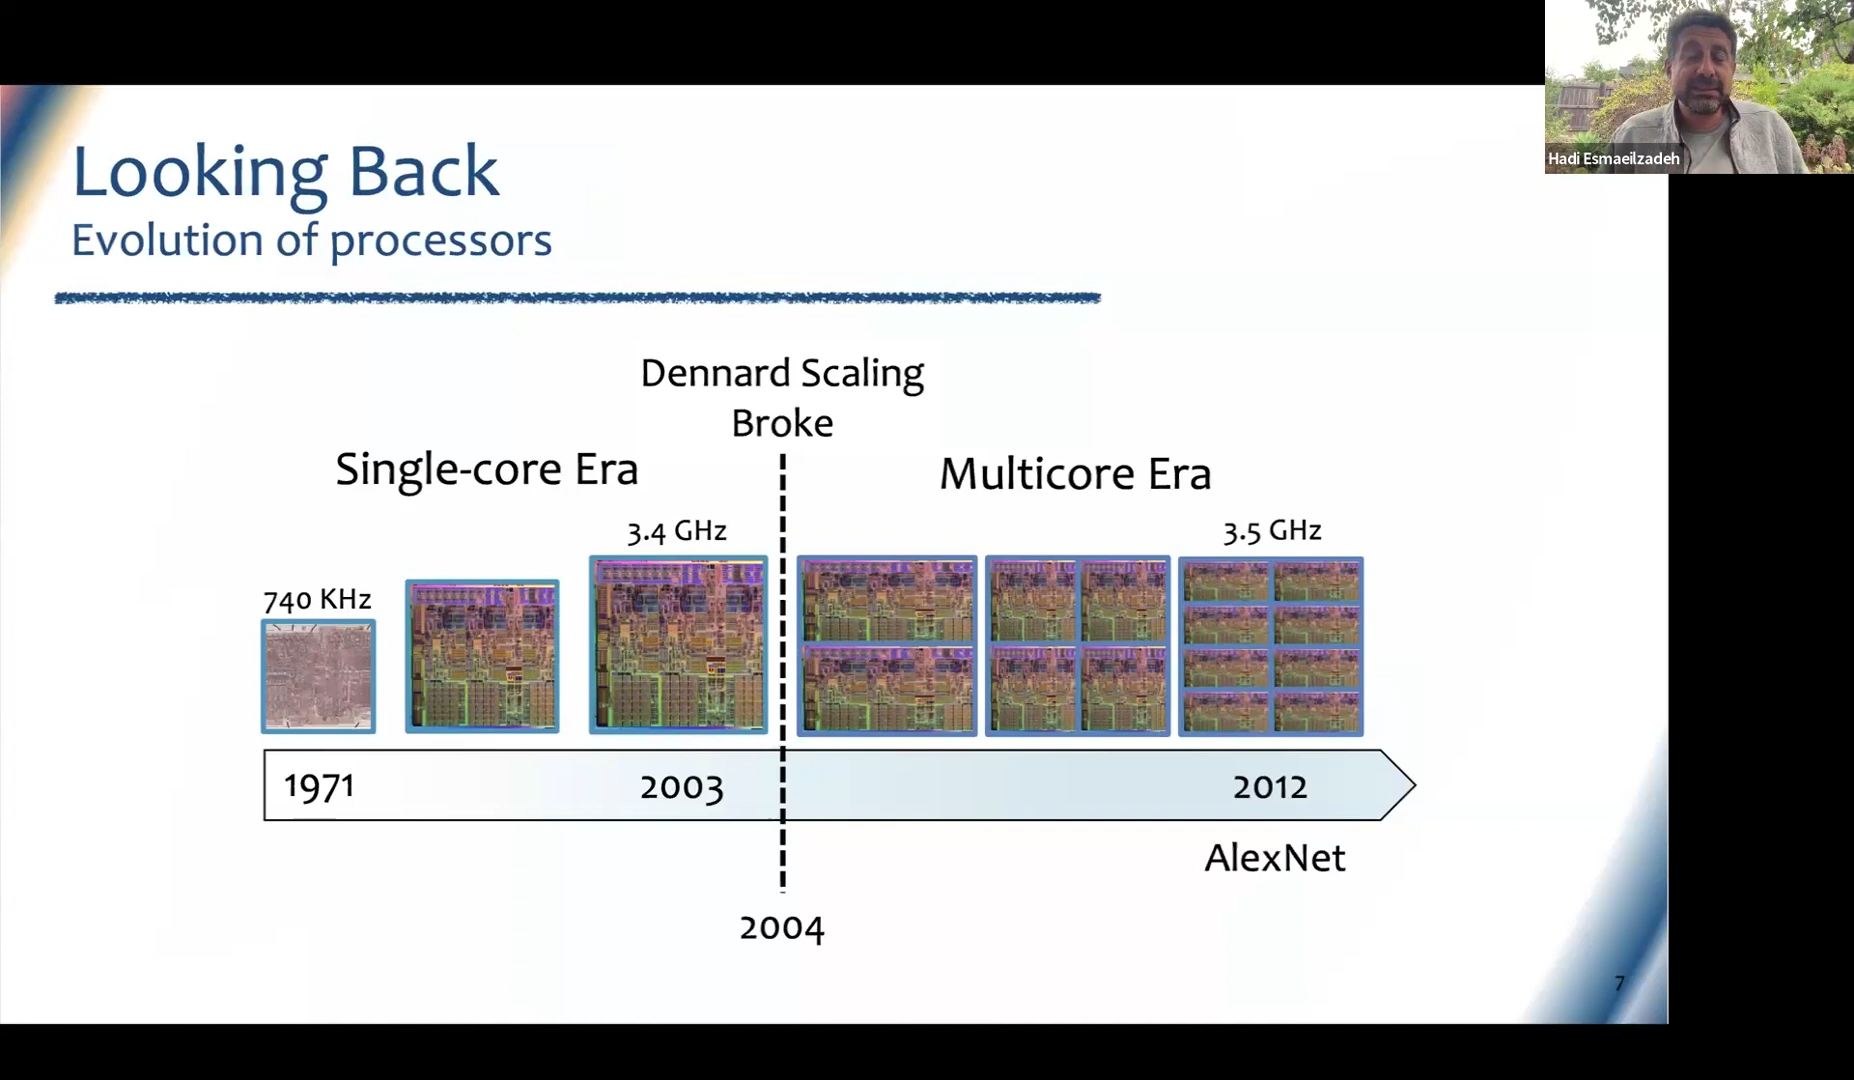 Hadi Esmaeilzadeh
Looking Back
Evolution of processors
Dennard Scaling
Broke
Single-core Era
Multicore Era
740 KHz
3.4 GHz
3.5 GHz
1971
2003
2012
AlexNet
2004
7